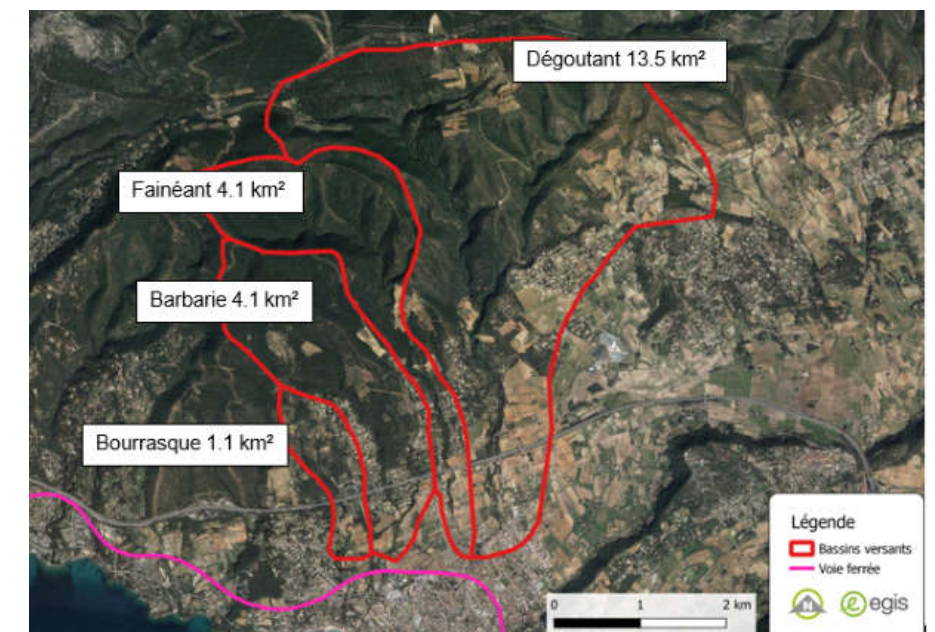 Dégoutant 13.5 km²
Fainéant 4.1 km²
Barbarie 4.1 km²
Bourrasque 1.1 km²
Légende
Bassins versants
Voie ferrée
N
egis
0 1 2 km